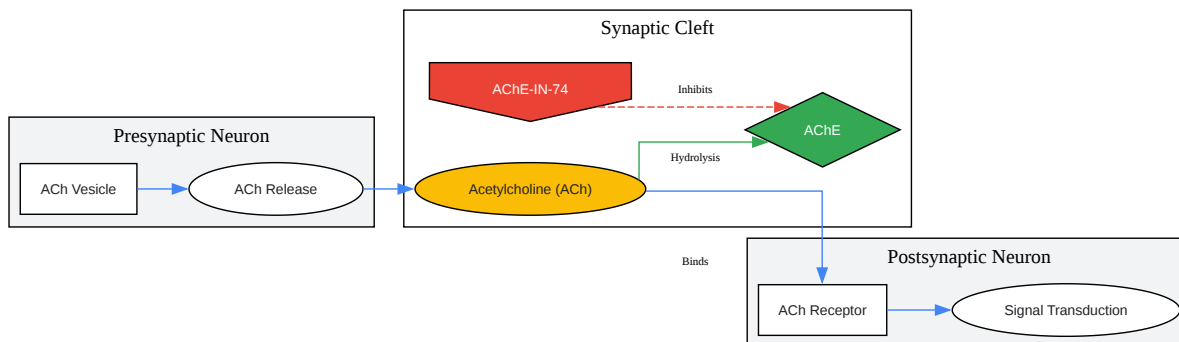 Synaptic Cleft
AChE-IN-74
Inhibits
AChE
Hydrolysis
Presynaptic Neuron
ACh Vesicle
ACh Release
Acetylcholine (ACh)
Binds
Postsynaptic Neuron
ACh Receptor
Signal Transduction